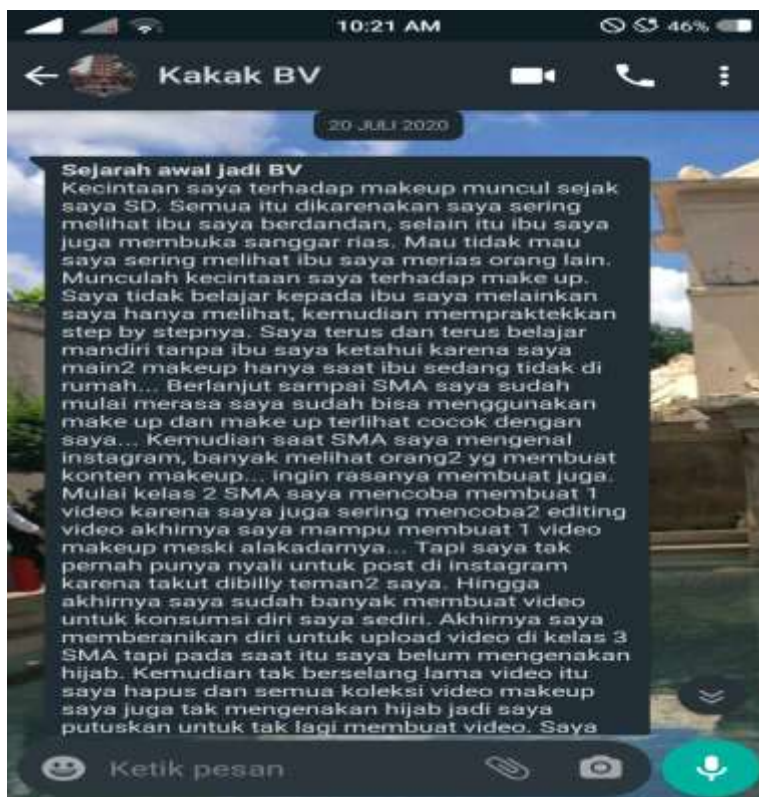 10:21 AM
46%
Kakak BV
20 JULI 2020
Sejarah awal jadi BV
Kecintaan saya terhadap makeup muncul sejak
saya SD. Semua itu dikarenakan saya sering
melihat ibu saya berdandan, selain itu ibu saya
juga membuka sanggar rias. Mau tidak mau
saya sering melihat ibu saya merias orang lain.
Munculah kecintaan saya terhadap make up.
Saya tidak belajar kepada ibu saya melainkan
saya hanya melihat, kemudian mempraktekkan
step by stepnya. Saya terus dan terus belajar
mandiri tanpa ibu saya ketahui karena saya
main2 makeup hanya saat ibu sedang tidak di
rumah... Berlanjut sampai SMA saya sudah
mulai merasa saya sudah bisa menggunakan
make up dan make up terlihat cocok dengan
saya... Kemudian saat SMA saya mengenal
instagram, banyak melihat orang2 yg membuat
konten makeup... ingin rasanya membuat juga.
Mulai kelas 2 SMA saya mencoba membuat 1
video karena saya juga sering mencoba2 editing
video akhirnya saya mampu membuat 1 video
makeup meski alakadarnya... Tapi saya tak
pernah punya nyali untuk post di instagram
karena takut dibilly teman2 saya. Hingga
akhirnya saya sudah banyak membuat video
untuk konsumsi diri saya sediri. Akhirnya saya
memberanikan diri untuk upload video di kelas 3
SMA tapi pada saat itu saya belum mengenakan
hijab. Kemudian tak berselang lama video itu
saya hapus dan semua koleksi video makeup
saya juga tak mengenakan hijab jadi saya
putuskan untuk tak lagi membuat video. Saya
Ketik pesan